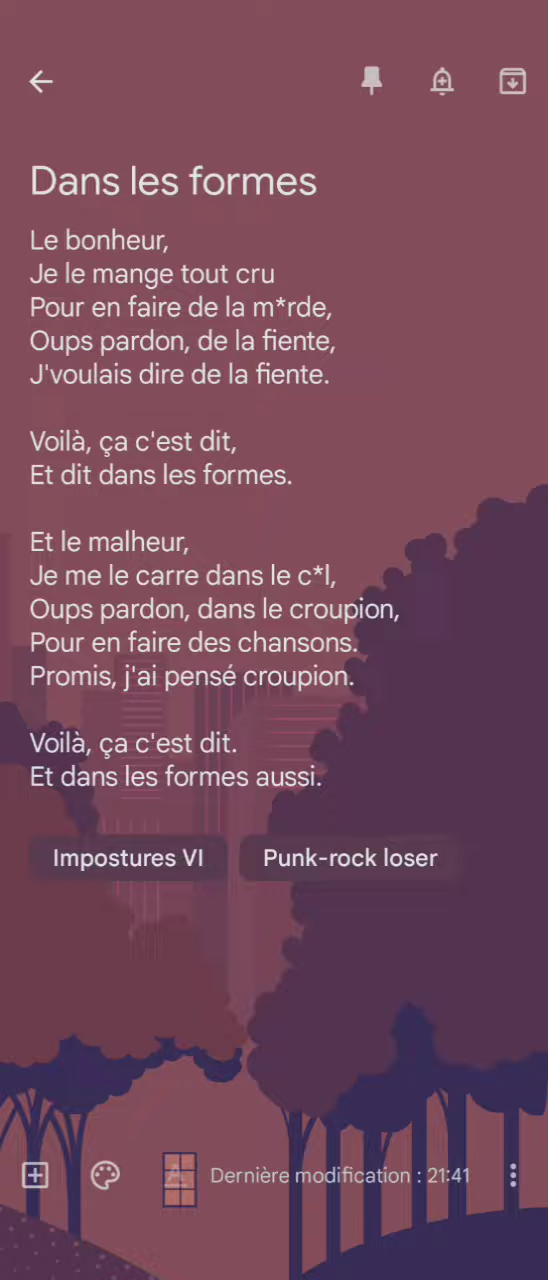 Dans les formes
Le bonheur,
Je le mange tout cru
Pour en faire de la m*rde,
Oups pardon, de la fiente,
J'voulais dire de la fiente.
Voilà, ça c'est dit,
Et dit dans les formes.
Et le malheur,
Je me le carre dans le c*l,
Oups pardon, dans le croupion,
Pour en faire des chansons.
Promis, j'ai pensé croupion.
Voilà, ça c'est dit.
Et dans les formes aussi.
Impostures VI
Punk-rock loser
A
Dernière modification : 21:41